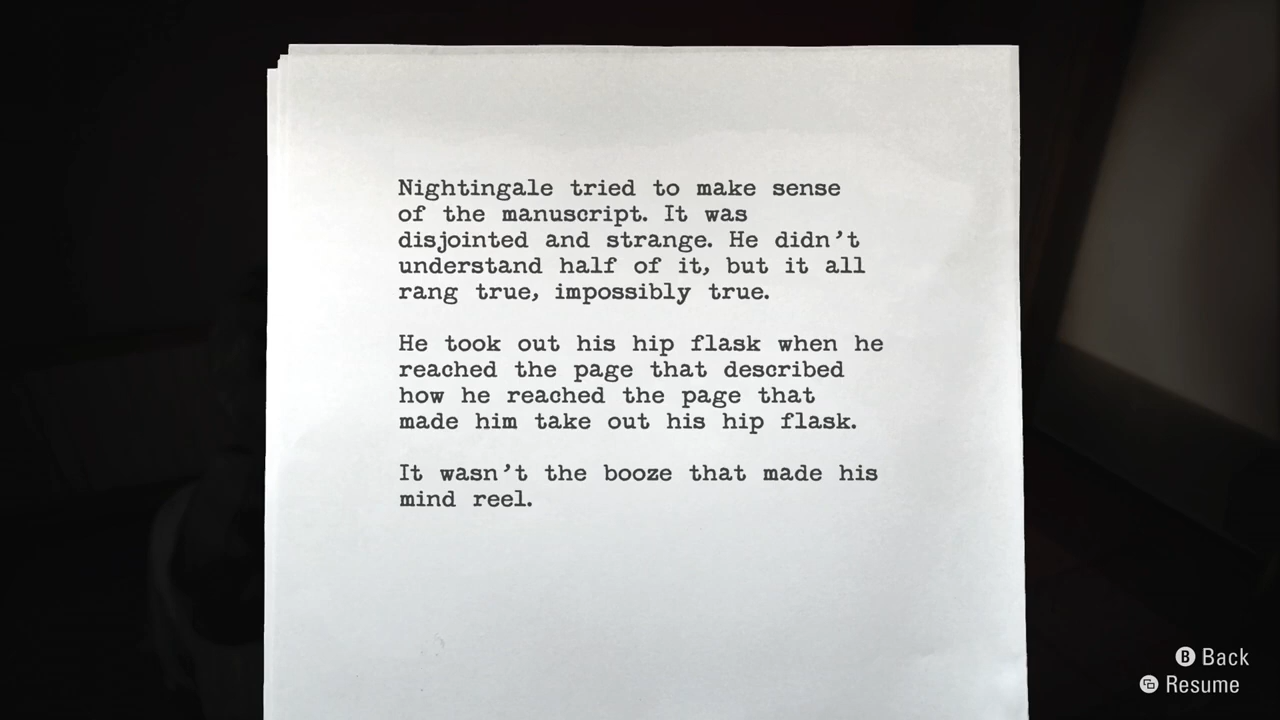 Nightingale tried to make sense
of the manuscript. It was
disjointed and strange. He didn't
understand half of it, but it all
rang true, impossibly true.
He took out his hip flask when he
reached the page that described
how he reached the page that
made him take out his hip flask.
It wasn't the booze that made his
mind reel.
B Back
Resume